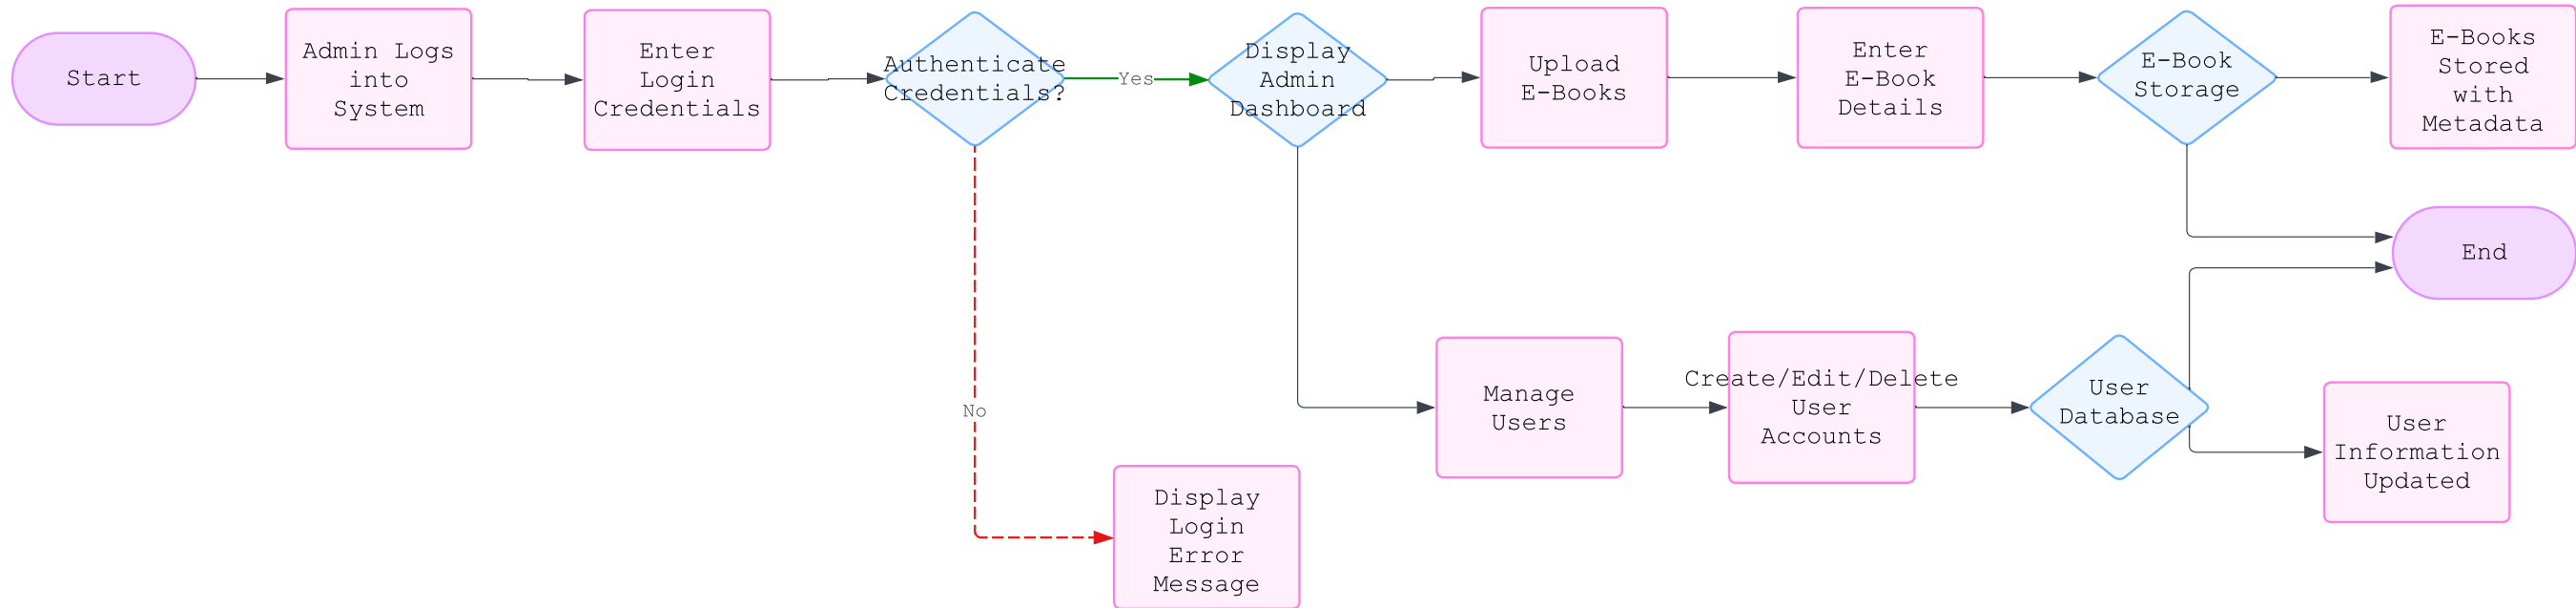 Start
Admin Logs
into
System
Enter
Login
Credentials
Authenticate
Credentials?
Yes
Display
Admin
Dashboard
Upload
E-Books
Enter
E-Book
Details
E-Book
Storage
E-Books
Stored
with
Metadata
End
No
Manage
Users
Create/Edit/Delete
User
Accounts
User
Database
User
Information
Updated
Display
Login
Error
Message